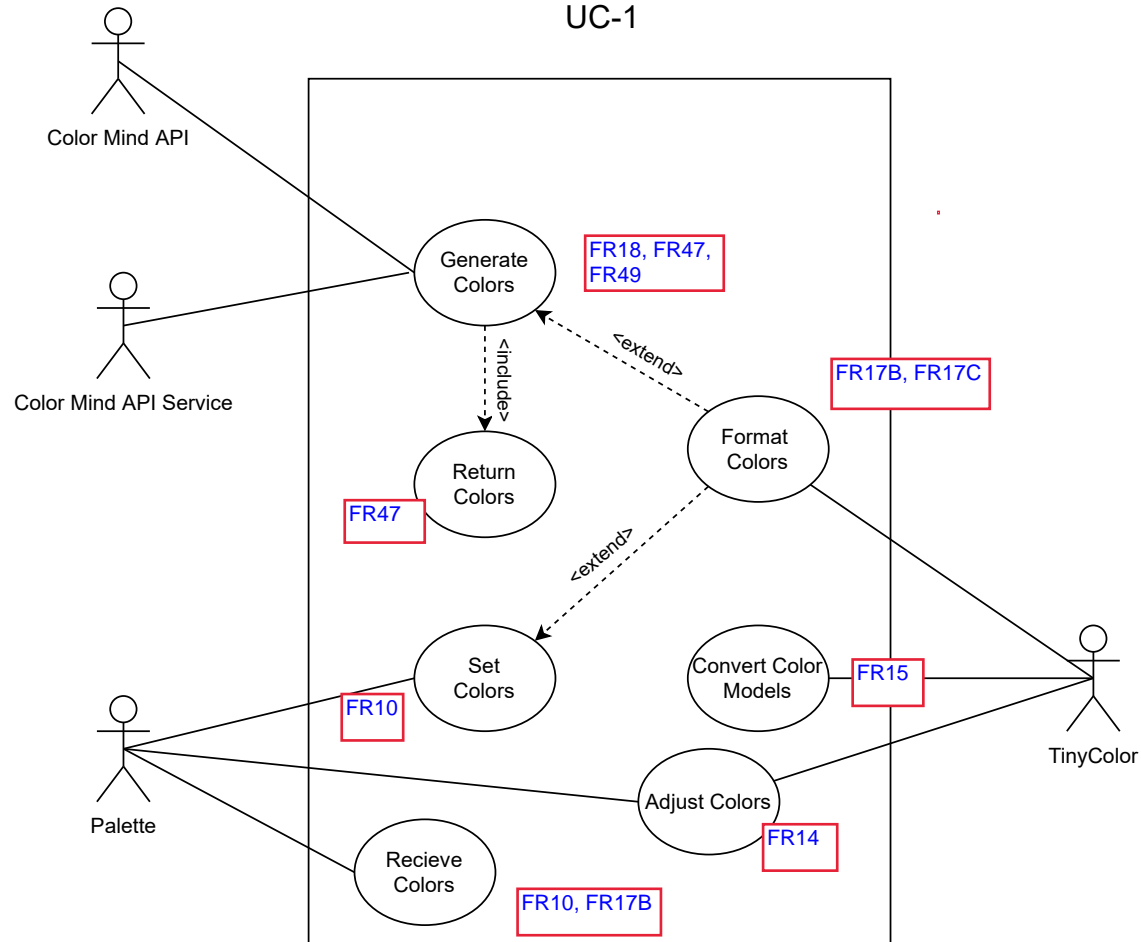 UC-1
Color Mind API
Generate
Colors
FR18, FR47,
FR49
<extend>
<include>
FR17B, FR17C
Color Mind API Service
Format
Colors
Return
Colors
FR47
<extend>
Set
Colors
Convert Color
Models
FR15
FR10
TinyColor
Palette
Adjust Colors
FR14
Recieve
Colors
FR10, FR17B